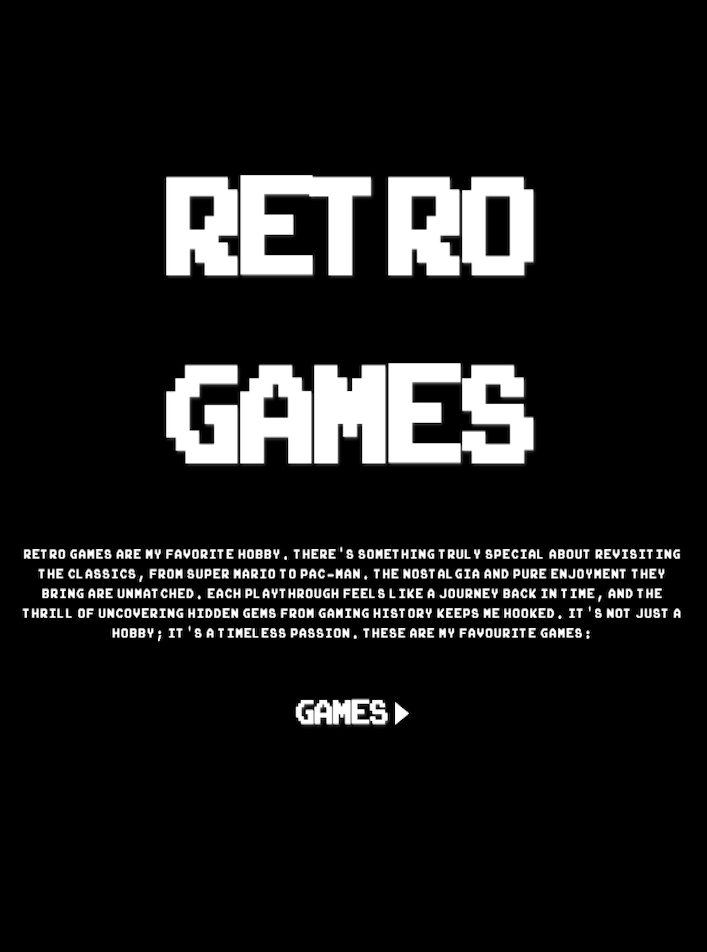 RETRO
GAMES
RETRO GAMES ARE MY FAVORITE HOBBY. THERE'S SOMETHING TRULY SPECIAL ABOUT REVISITING
THE CLASSICS, FROM SUPER MARIO TO PAC-MAN. THE NOSTALGIA AND PURE ENJOYMENT THEY
BRING ARE UNMATCHED. EACH PLAYTHROUGH FEELS LIKE A JOURNEY BACK IN TIME, AND THE
THRILL OF UNCOVERING HIDDEN GEMS FROM GAMING HISTORY KEEPS ME HOOKED. IT'S NOT JUST A
HOBBY; IT'S A TIMELESS PASSION. THESE ARE MY FAVOURITE GAMES:
GAMES